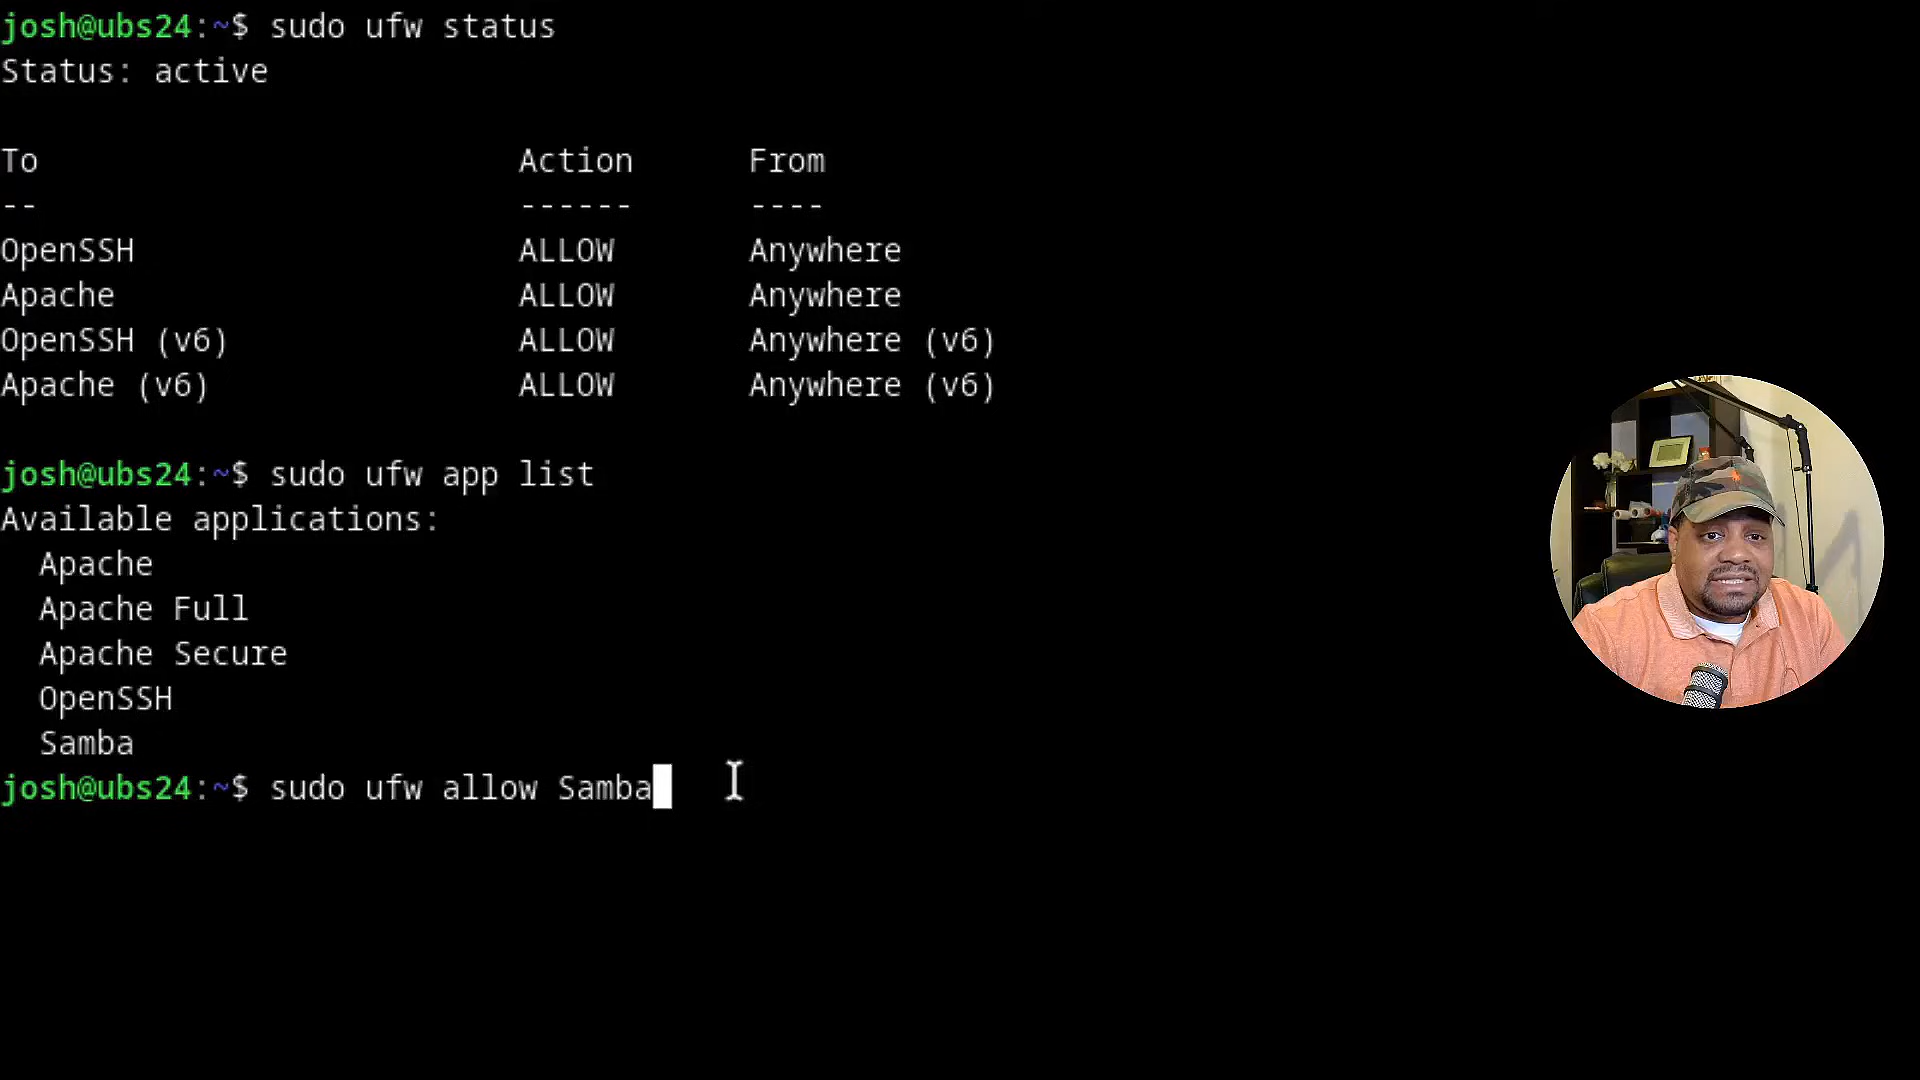 josh@ubs24:~$ sudo ufw status
Status: active
To Action From
-- ------ ----
OpenSSH ALLOW Anywhere
Apache ALLOW Anywhere
OpenSSH (v6) ALLOW Anywhere (v6)
Apache (v6) ALLOW Anywhere (v6)
josh@ubs24:~$ sudo ufw app list
Available applications:
Apache
Apache Full
Apache Secure
OpenSSH
Samba
josh@ubs24:~$ sudo ufw allow Samba